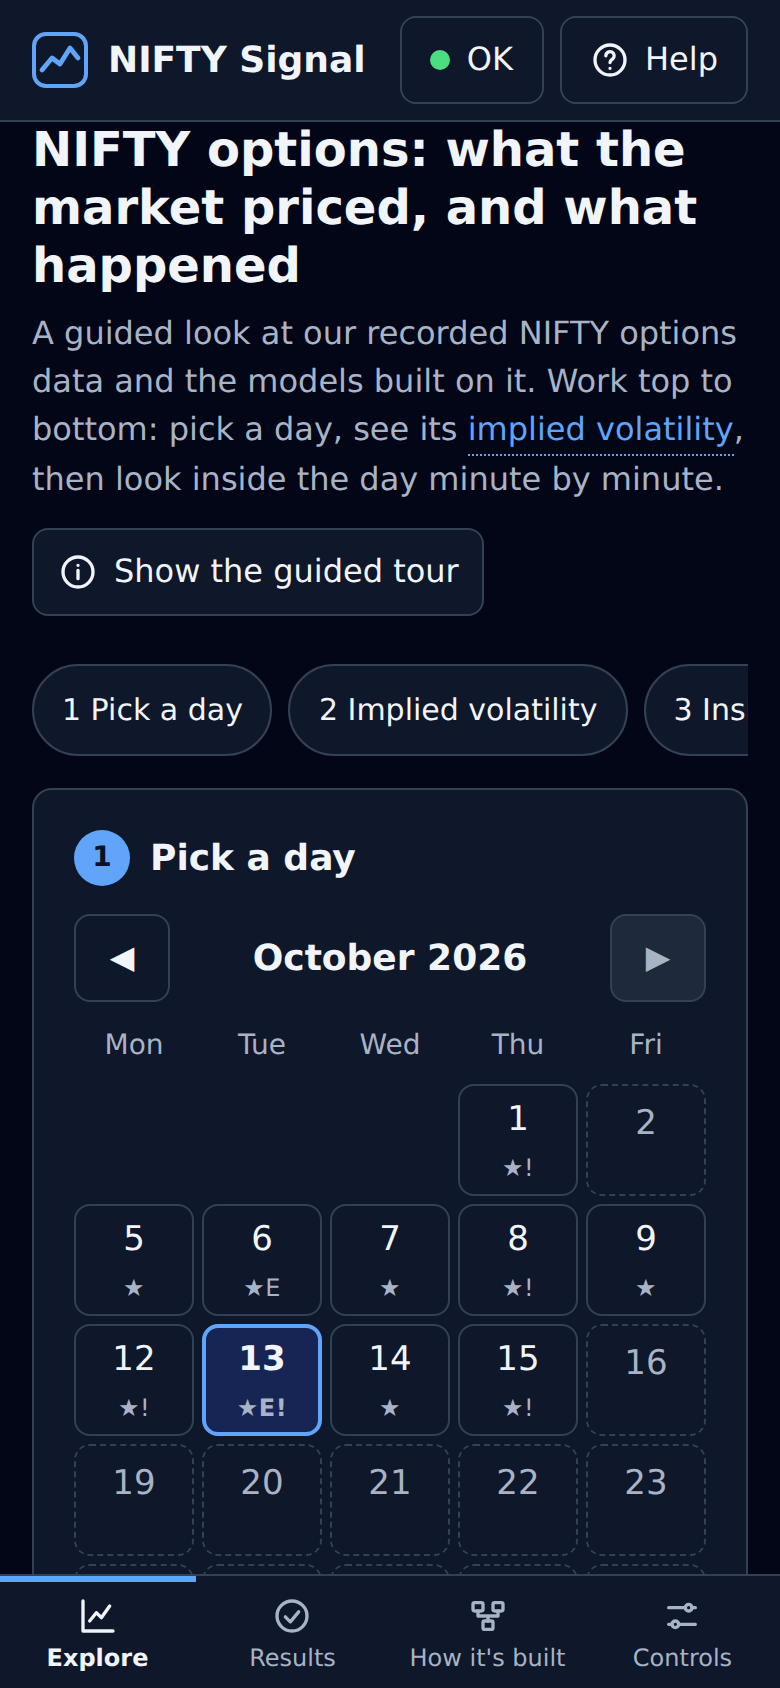 NIFTY Signal
OK
Help
NIFTY options: what the
market priced, and what
happened
A guided look at our recorded NIFTY options
data and the models built on it. Work top to
bottom: pick a day, see its implied volatility,
then look inside the day minute by minute.
Show the guided tour
1 Pick a day
2 Implied volatility
3 Ins
1 Pick a day
◀ October 2026 ▶
Mon Tue Wed Thu Fri
1 2
★!
5 6 7 8 9
★ ★E ★ ★! ★
12 13 14 15 16
★! ★E! ★ ★!
19 20 21 22 23
Explore Results How it's built Controls